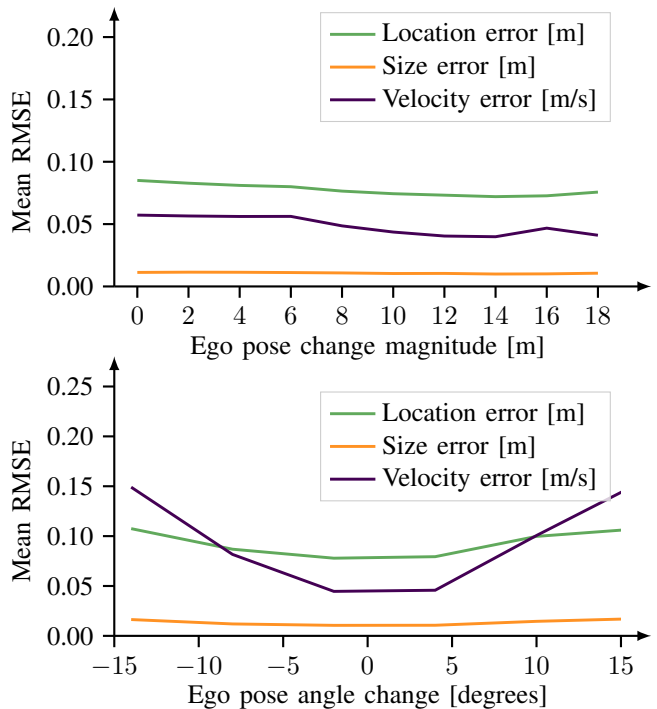 0.20
0.15
0.10
0.05
0.00
Mean RMSE
Location error [m]
Size error [m]
Velocity error [m/s]
0 2 4 6 8 10 12 14 16 18
Ego pose change magnitude [m]
0.25
0.20
0.15
0.10
0.05
0.00
Mean RMSE
Location error [m]
Size error [m]
Velocity error [m/s]
−15 −10 −5 0 5 10 15
Ego pose angle change [degrees]